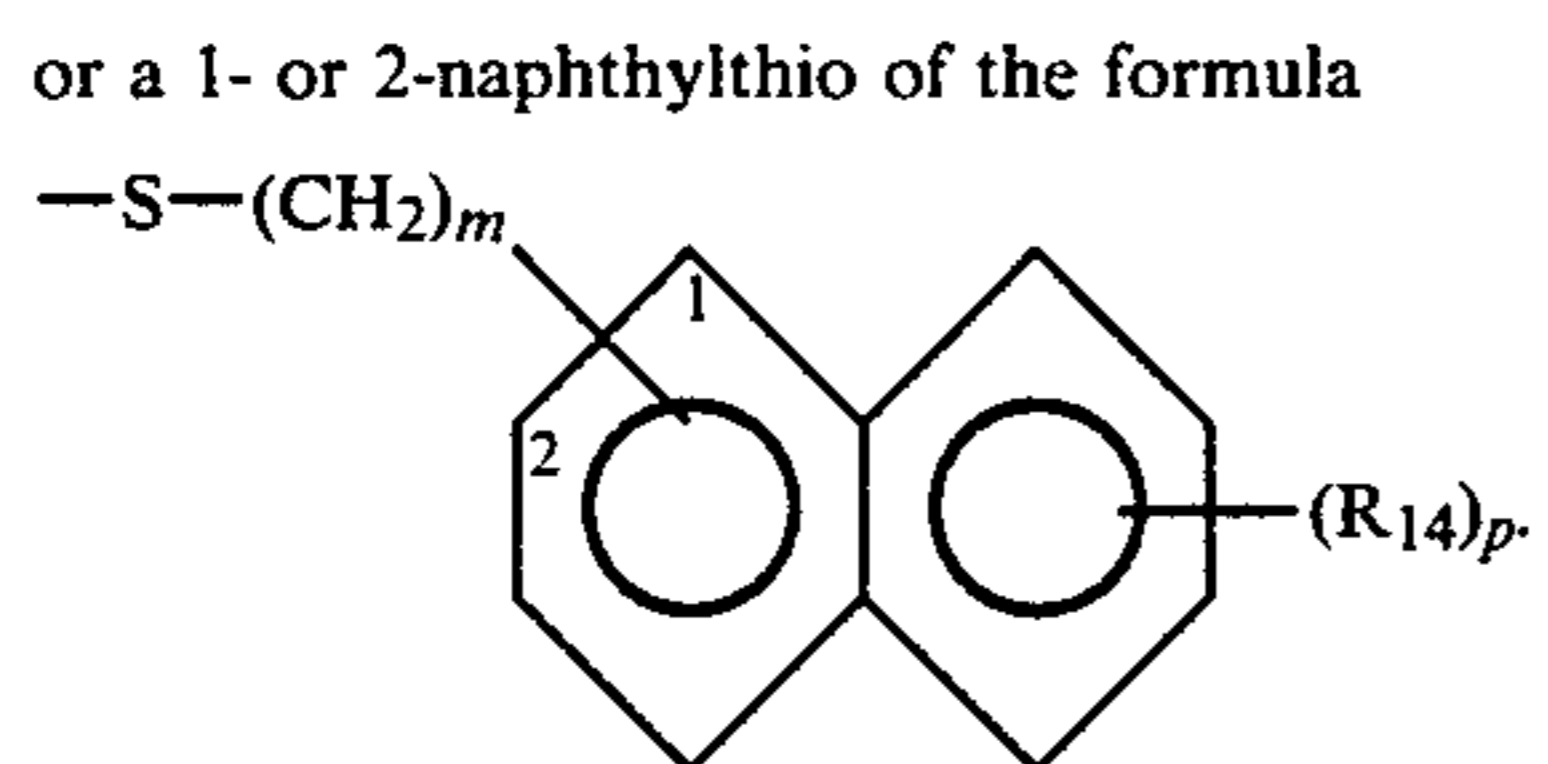 or a 1- or 2-naphthylthio of the formula
—S—(CH2)m
1
2
(R14)p.